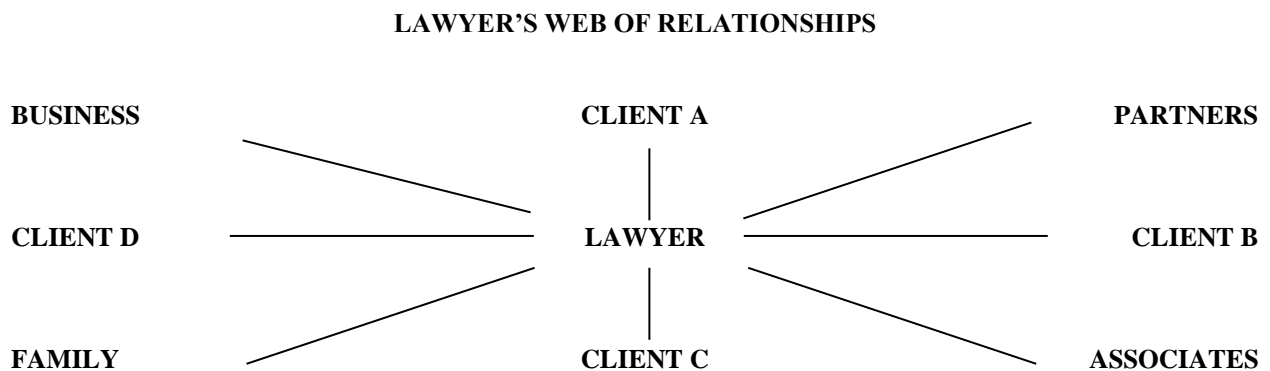 LAWYER’S WEB OF RELATIONSHIPS
BUSINESS CLIENT A PARTNERS
CLIENT D LAWYER CLIENT B
FAMILY CLIENT C ASSOCIATES